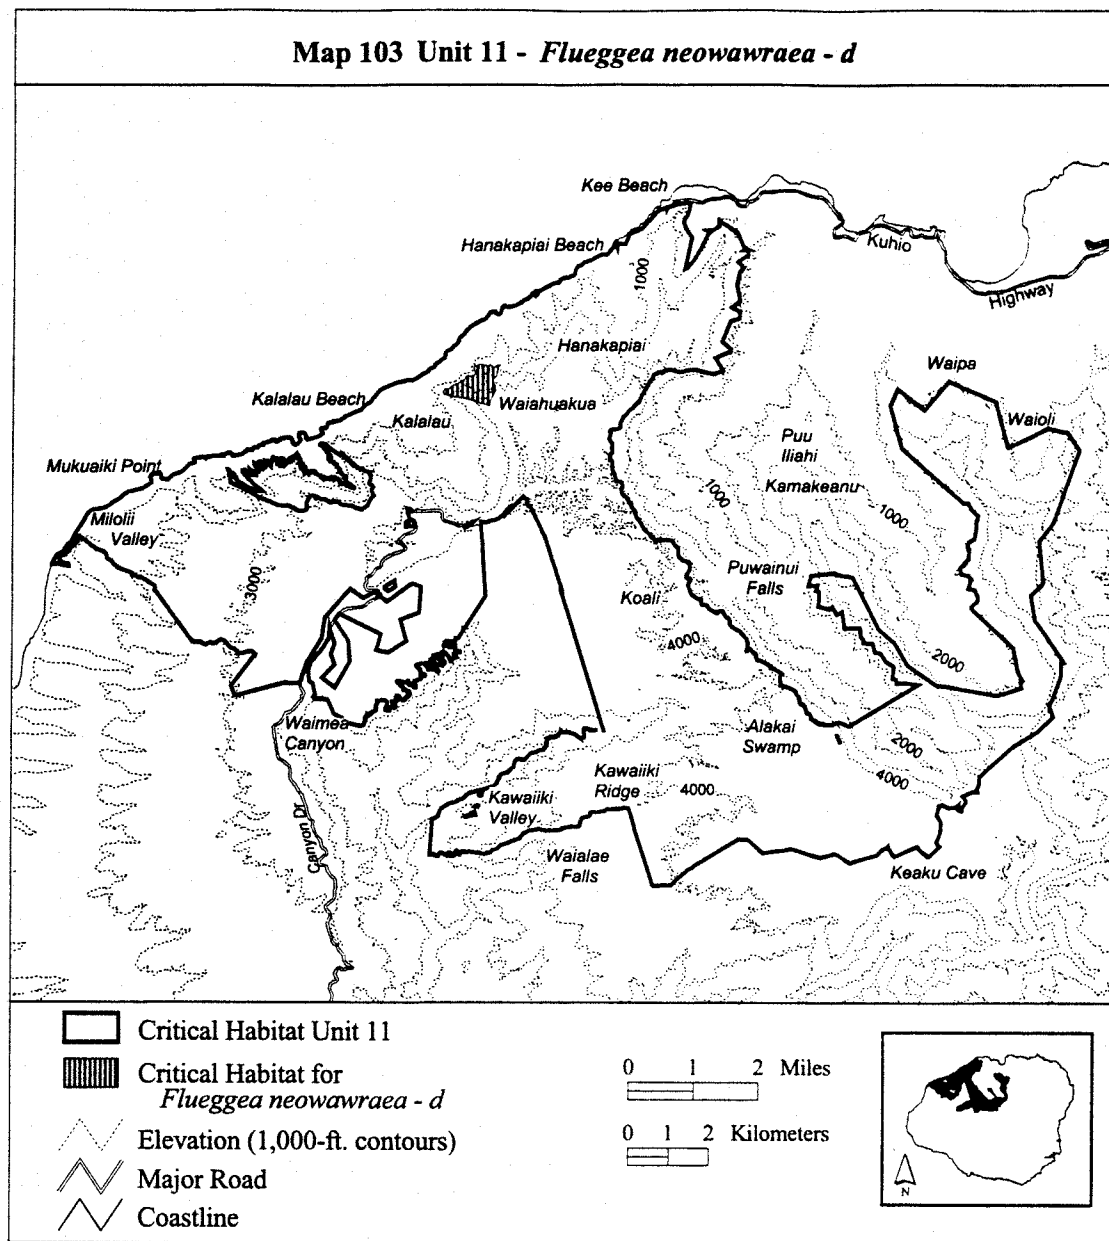 Map 103 Unit 11 - Flueggea neowawraea - d
Kee Beach
Hanakapiai Beach
Kuhio
Highway
1000
Hanakapiai
Waipa
Kalalau Beach
Waiahuakua
Kalalau
Waioli
Puu
Iliahi
Mukuaiki Point
Kamakeanu
1000
1000
Milolii
Valley
Puwainui
Falls
3000
Koali
4000
2000
Waimea
Canyon
Alakai
Swamp
2000
4000
Kawaiiki
Ridge
4000
Kawaiiki
Valley
Canyon Dr
Waialae
Falls
Keaku Cave
Critical Habitat Unit 11
Critical Habitat for
Flueggea neowawraea - d
Elevation (1,000-ft. contours)
Major Road
Coastline
0 1 2 Miles
0 1 2 Kilometers
N